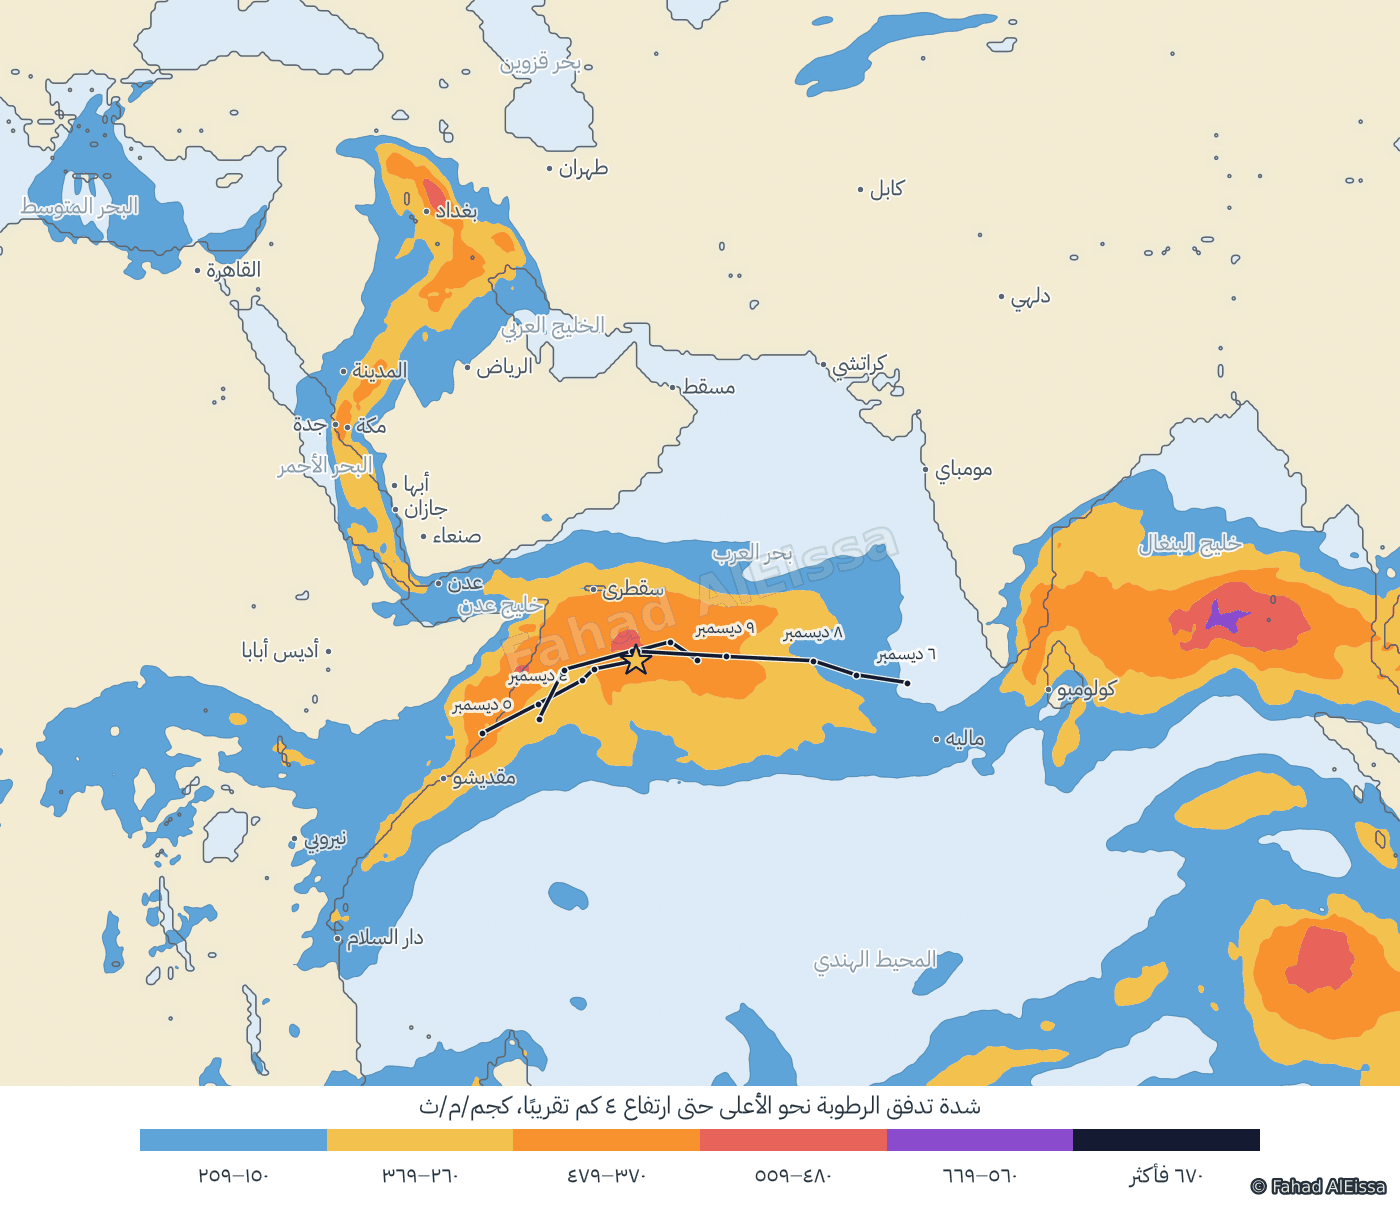 بحر قزوين
طهران
كابل
البحر المتوسط
بغداد
القاهرة
دلهي
الخليج العربي
كراتشي
الرياض
المدينة
مسقط
جدة
مكة
البحر الأحمر
مومباي
أبها
جازان
صنعاء
خليج البنغال
بحر العرب
عدن
سقطرى
خليج عدن
Fahad AlEissa
٩ ديسمبر
٨ ديسمبر
٦ ديسمبر
أديس أبابا
٤ ديسمبر
٥ ديسمبر
كولومبو
ماليه
مقديشو
نيروبي
دار السلام
المحيط الهندي
شدة تدفق الرطوبة نحو الأعلى حتى ارتفاع ٤ كم تقريبًا، كجم/م/ث
١٥٠–٢٥٩
٢٦٠–٣٦٩
٣٧٠–٤٧٩
٤٨٠–٥٥٩
٥٦٠–٦٦٩
٦٧٠ فأكثر
© Fahad AlEissa